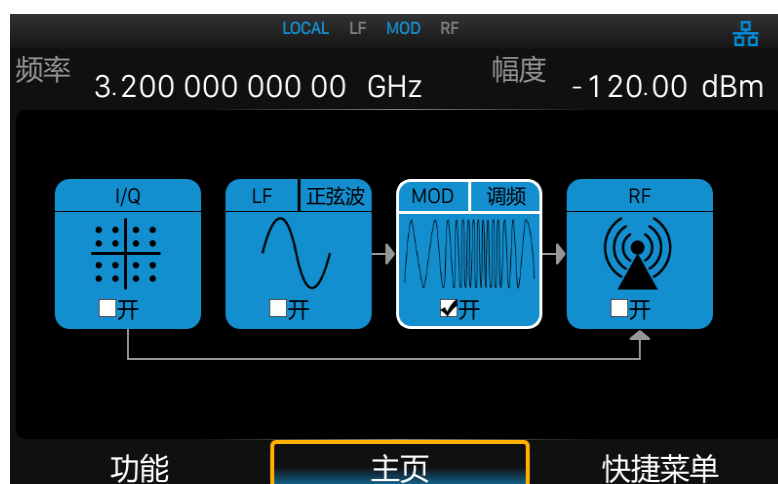 LOCAL LF MOD RF
频率 3.200 000 000 00 GHz 幅度 -120.00 dBm
I/Q LF 正弦波 MOD 调频 RF
开 开 开 开
功能 主页 快捷菜单